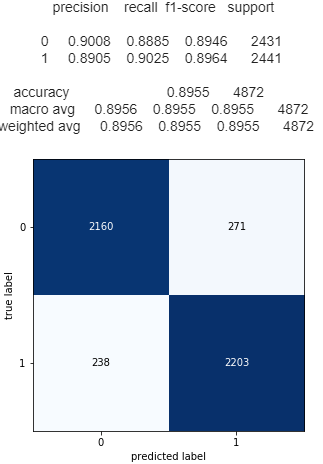 precision recall f1-score support
0 0.9008 0.8885 0.8946 2431
1 0.8905 0.9025 0.8964 2441
accuracy 0.8955 4872
macro avg 0.8956 0.8955 0.8955 4872
weighted avg 0.8956 0.8955 0.8955 4872
0 2160 271
true label
1 238 2203
0 1
predicted label